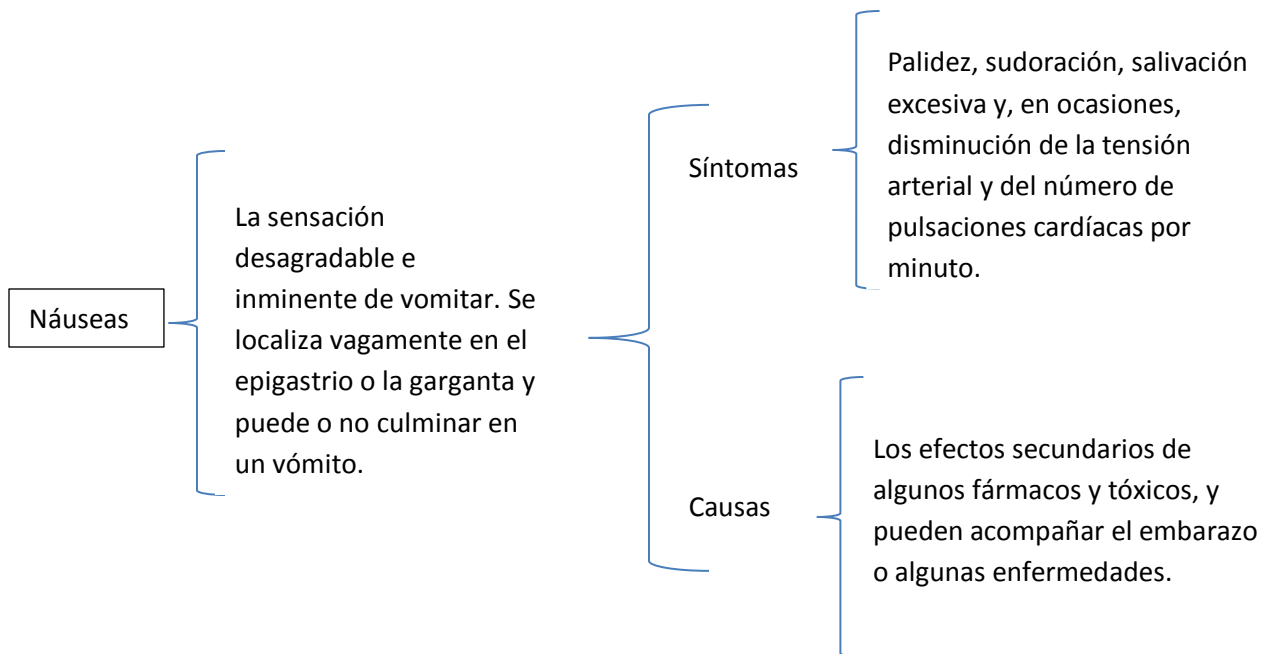 Náuseas
La sensación
desagradable e
inminente de vomitar. Se
localiza vagamente en el
epigastrio o la garganta y
puede o no culminar en
un vómito.
Síntomas
Palidez, sudoración, salivación
excesiva y, en ocasiones,
disminución de la tensión
arterial y del número de
pulsaciones cardíacas por
minuto.
Causas
Los efectos secundarios de
algunos fármacos y tóxicos, y
pueden acompañar el embarazo
o algunas enfermedades.